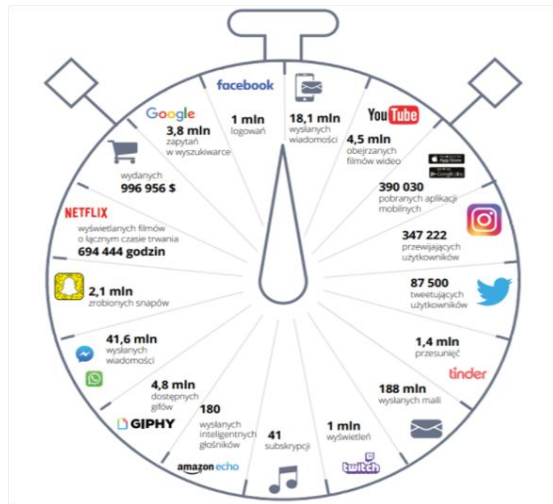 facebook
1 mln
logowań
18,1 mln
wysłanych
wiadomości
YouTube
4,5 mln
obejrzanych
filmów wideo
390 030
pobranych aplikacji
mobilnych
347 222
przewijających
użytkowników
87 500
tweetujących
użytkowników
1,4 mln
przesunięć
tinder
188 mln
wysłanych maili
1 mln
wyświetleń
twitch
41
subskrypcji
180
wysłanych
inteligentnych
głośników
amazon echo
4,8 mln
dostępnych
gifów
GIPHY
41,6 mln
wysłanych
wiadomości
2,1 mln
zrobionych snapów
NETFLIX
wyświetlanych filmów
o łącznym czasie trwania
694 444 godzin
wydanych
996 956 $
Google
3,8 mln
zapytań
w wyszukiwarce